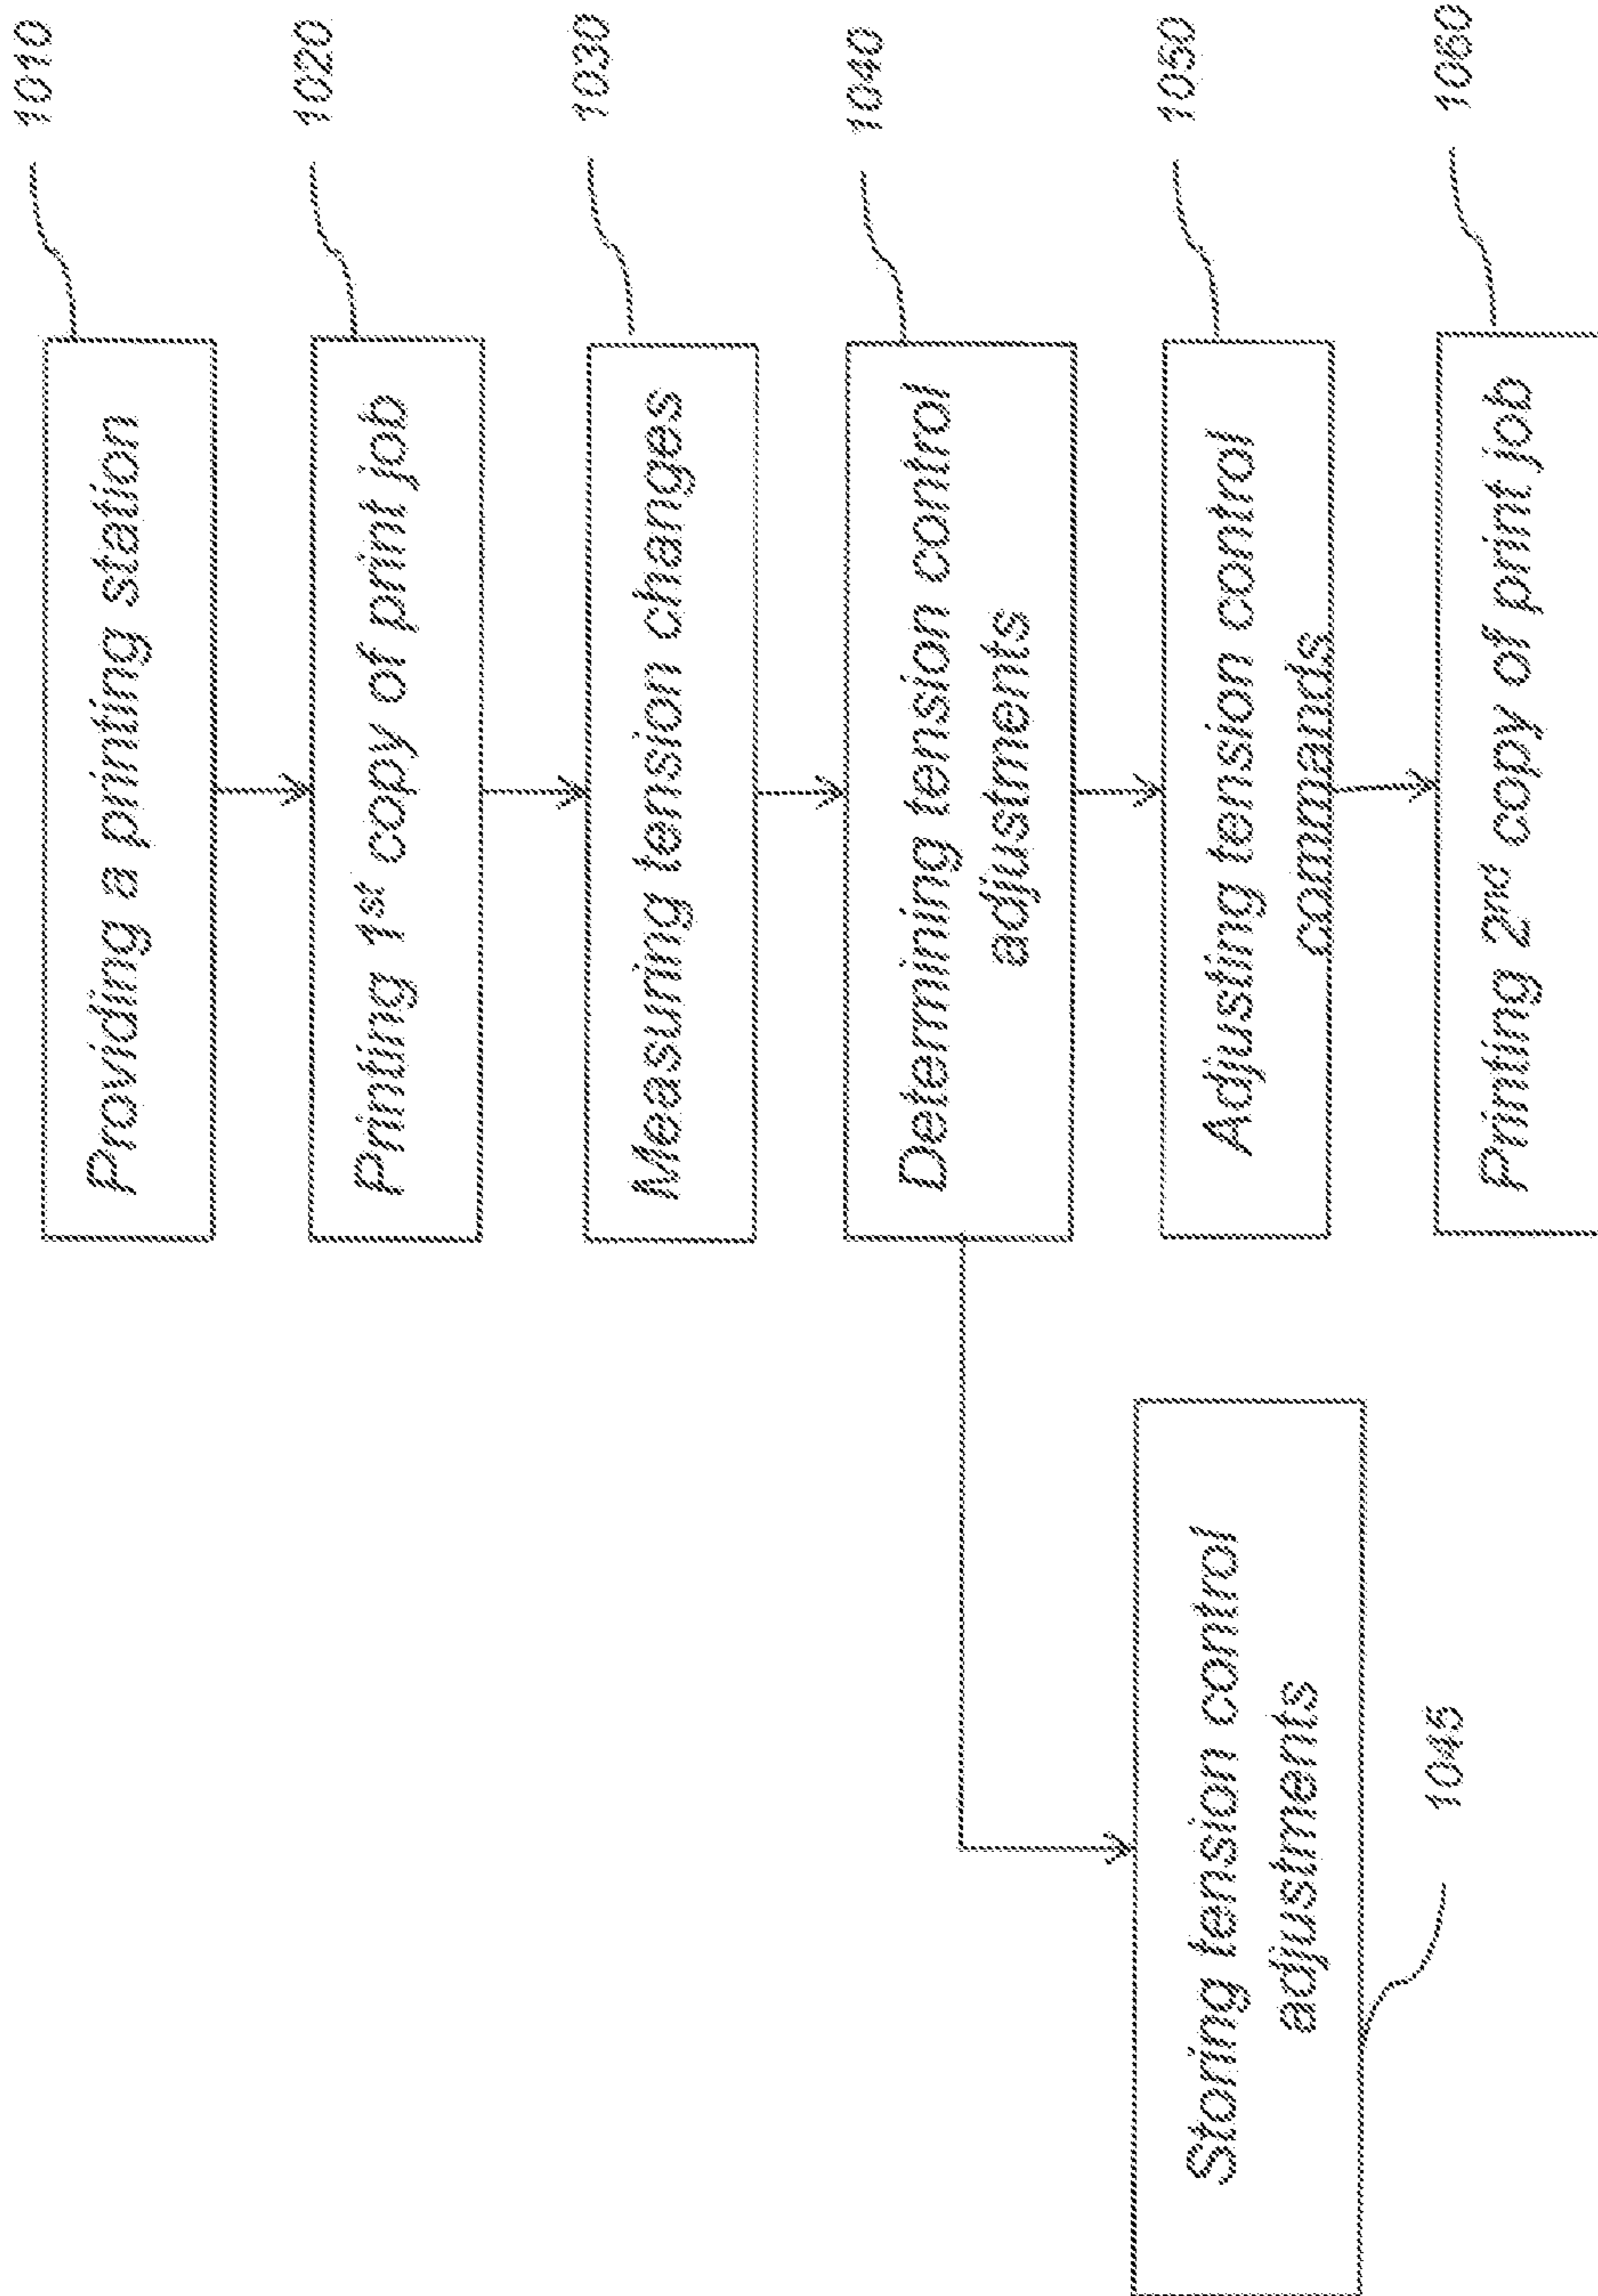 Providing a printing station
1010
Printing 1st copy of print job
1020
Measuring tension changes
1030
Determining tension control
adjustments
1040
Storing tension control
adjustments
1045
Adjusting tension control
commands
1050
Printing 2nd copy of print job
1060